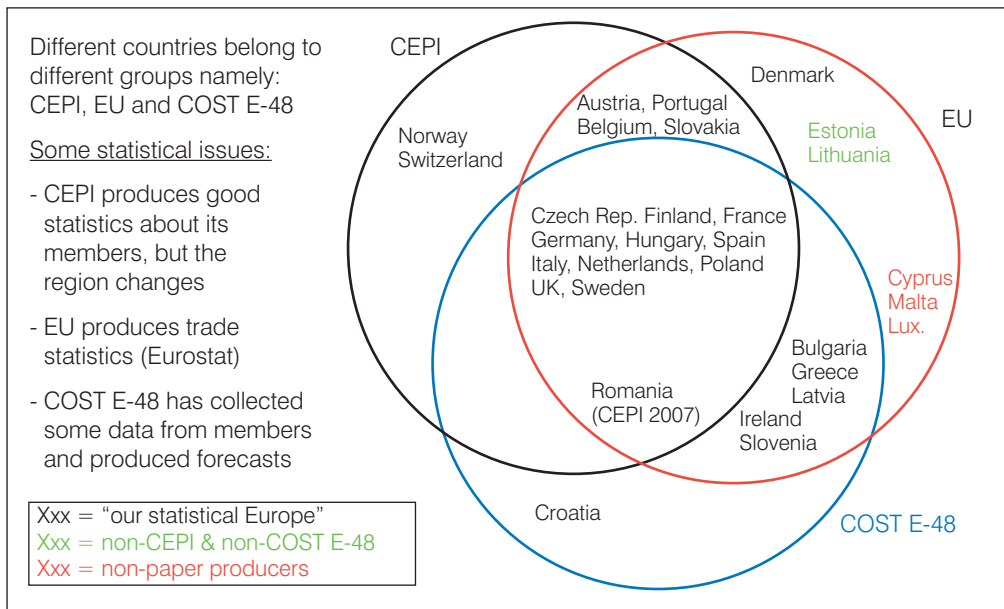 Different countries belong to
different groups namely:
CEPI, EU and COST E-48
Some statistical issues:
- CEPI produces good
statistics about its
members, but the
region changes
- EU produces trade
statistics (Eurostat)
- COST E-48 has collected
some data from members
and produced forecasts
Xxx = “our statistical Europe”
Xxx = non-CEPI & non-COST E-48
Xxx = non-paper producers
CEPI
Norway
Switzerland
Austria, Portugal
Belgium, Slovakia
Denmark
EU
Estonia
Lithuania
Czech Rep. Finland, France
Germany, Hungary, Spain
Italy, Netherlands, Poland
UK, Sweden
Cyprus
Malta
Lux.
Bulgaria
Greece
Latvia
Ireland
Slovenia
Romania
(CEPI 2007)
Croatia
COST E-48